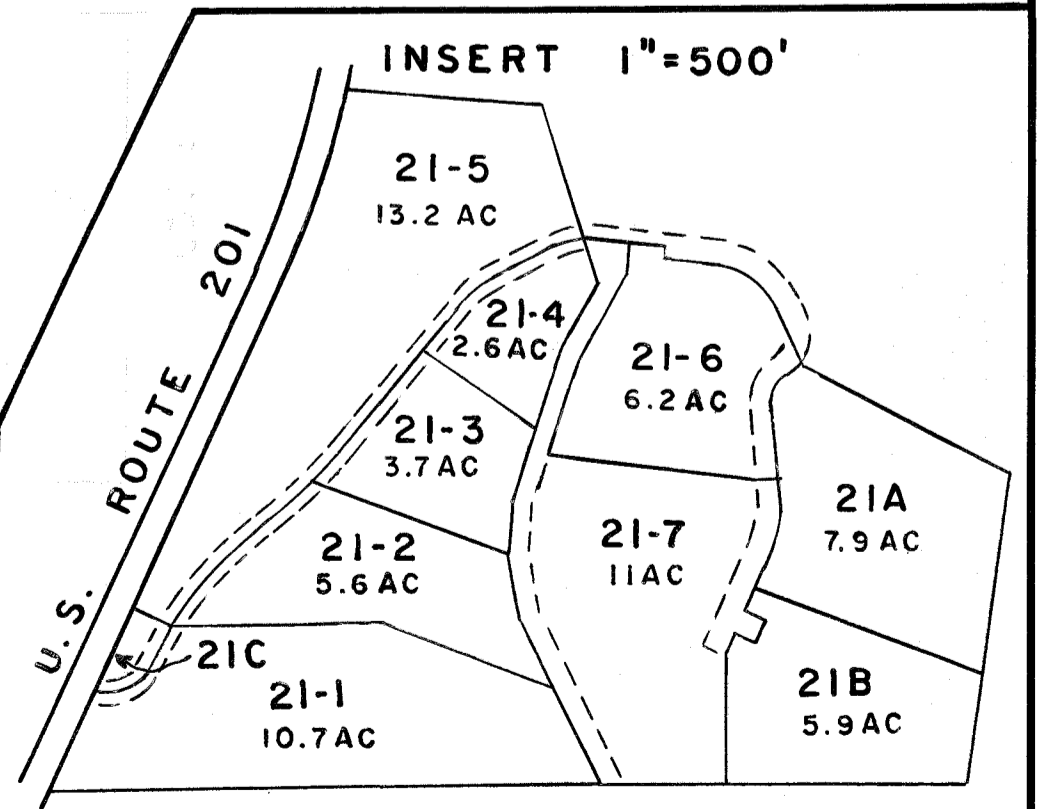 INSERT 1"=500'
21-5
13.2 AC
U.S. ROUTE 201
21-4
2.6 AC
21-6
6.2 AC
21-3
3.7 AC
21A
7.9 AC
21-2
5.6 AC
21-7
11 AC
21C
21-1
10.7 AC
21B
5.9 AC